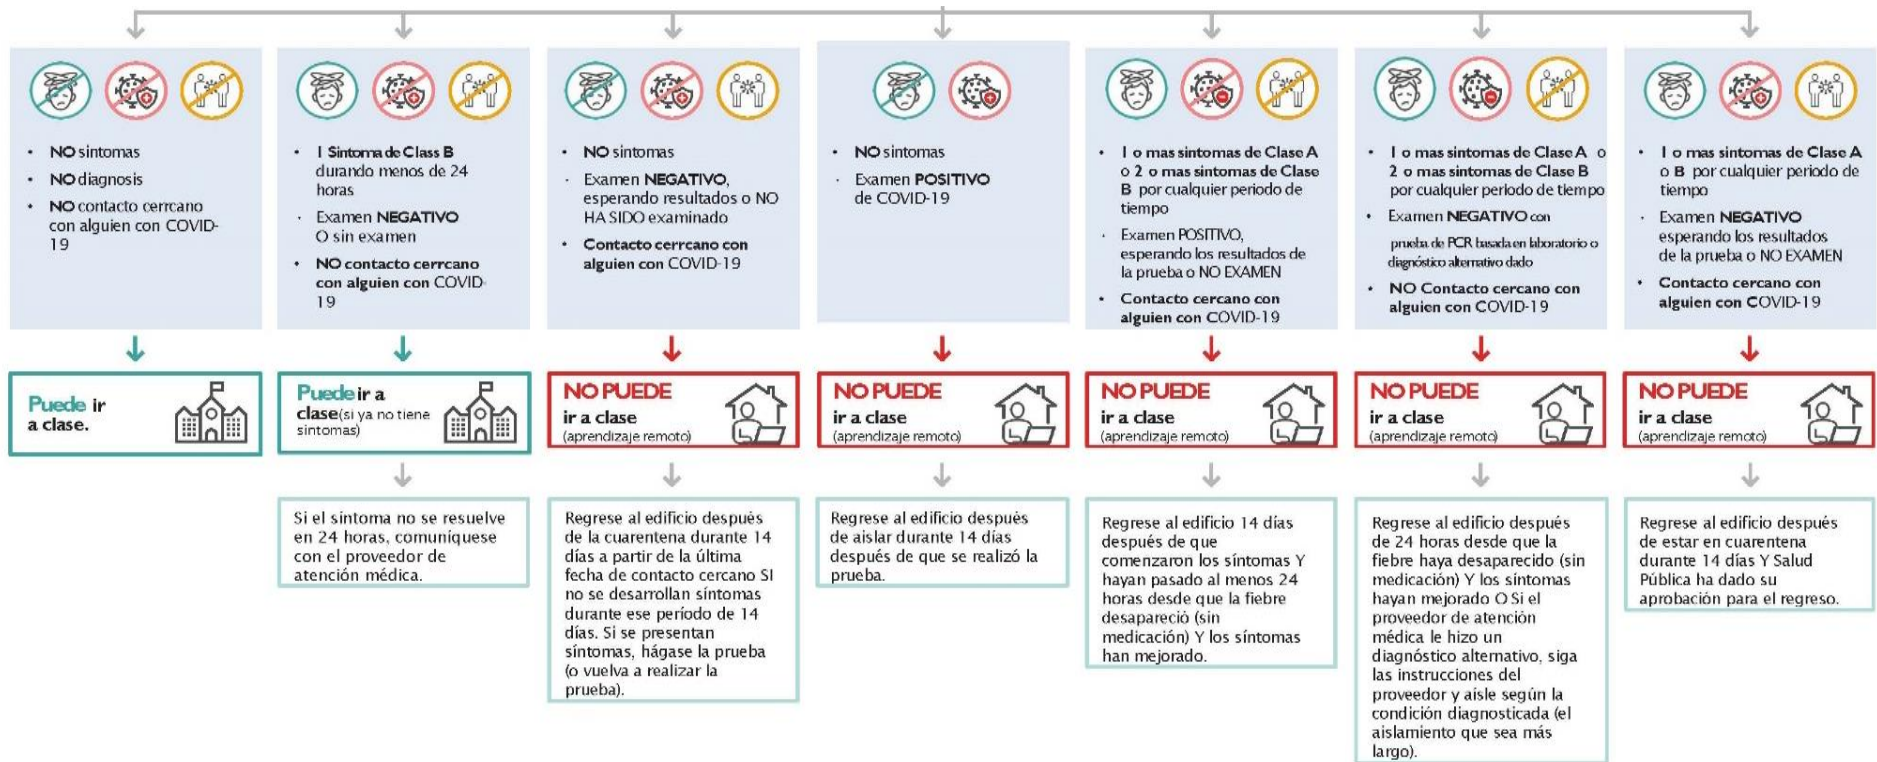 • NO sintomas
• NO diagnosis
• NO contacto cerrcano
con alguien con COVID-
19
Puede ir
a clase.
• 1 Síntoma de Class B
durando menos de 24
horas
· Examen NEGATIVO
O sin examen
• NO contacto cerrcano
con alguien con COVID-
19
Puede ir a
clase(si ya no tiene
sintomas)
Si el síntoma no se resuelve
en 24 horas, comuníquese
con el proveedor de
atención médica.
• NO sintomas
· Examen NEGATIVO,
esperando resultados o NO
HA SIDO examinado
• Contacto cerrcano con
alguien con COVID-19
NO PUEDE
ir a clase
(aprendizaje remoto)
Regrese al edificio después
de la cuarentena durante 14
días a partir de la última
fecha de contacto cercano SI
no se desarrollan síntomas
durante ese período de 14
días. Si se presentan
síntomas, hágase la prueba
(o vuelva a realizar la
prueba).
• NO sintomas
· Examen POSITIVO
de COVID-19
NO PUEDE
ir a clase
(aprendizaje remoto)
Regrese al edificio después
de aislar durante 14 días
después de que se realizó la
prueba.
• 1 o mas sintomas de Clase A
o 2 o mas sintomas de Clase
B por cualquier periodo de
tiempo
· Examen POSITIVO,
esperando los resultados de
la prueba o NO EXAMEN
• Contacto cercano con
alguien con COVID-19
NO PUEDE
ir a clase
(aprendizaje remoto)
Regrese al edificio 14 días
después de que
comenzaron los síntomas Y
hayan pasado al menos 24
horas desde que la fiebre
desapareció (sin
medicación) Y los síntomas
han mejorado.
• 1 o mas sintomas de Clase A o
2 o mas sintomas de Clase B
por cualquier período de tiempo
• Examen NEGATIVO con
prueba de PCR basada en laboratorio o
diagnóstico alternativo dado
• NO Contacto cercano con
alguien con COVID-19
NO PUEDE
ir a clase
(aprendizaje remoto)
Regrese al edificio después
de 24 horas desde que la
fiebre haya desaparecido (sin
medicación) Y los síntomas
hayan mejorado O Si el
proveedor de atención
médica le hizo un
diagnóstico alternativo, siga
las instrucciones del
proveedor y aísle según la
condición diagnosticada (el
aislamiento que sea más
largo).
• 1 o mas sintomas de Clase A
o B por cualquier periodo de
tiempo
· Examen NEGATIVO
esperando los resultados
de la prueba o NO EXAMEN
• Contacto cercano con
alguien con COVID-19
NO PUEDE
ir a clase
(aprendizaje remoto)
Regrese al edificio después
de estar en cuarentena
durante 14 días Y Salud
Pública ha dado su
aprobación para el regreso.